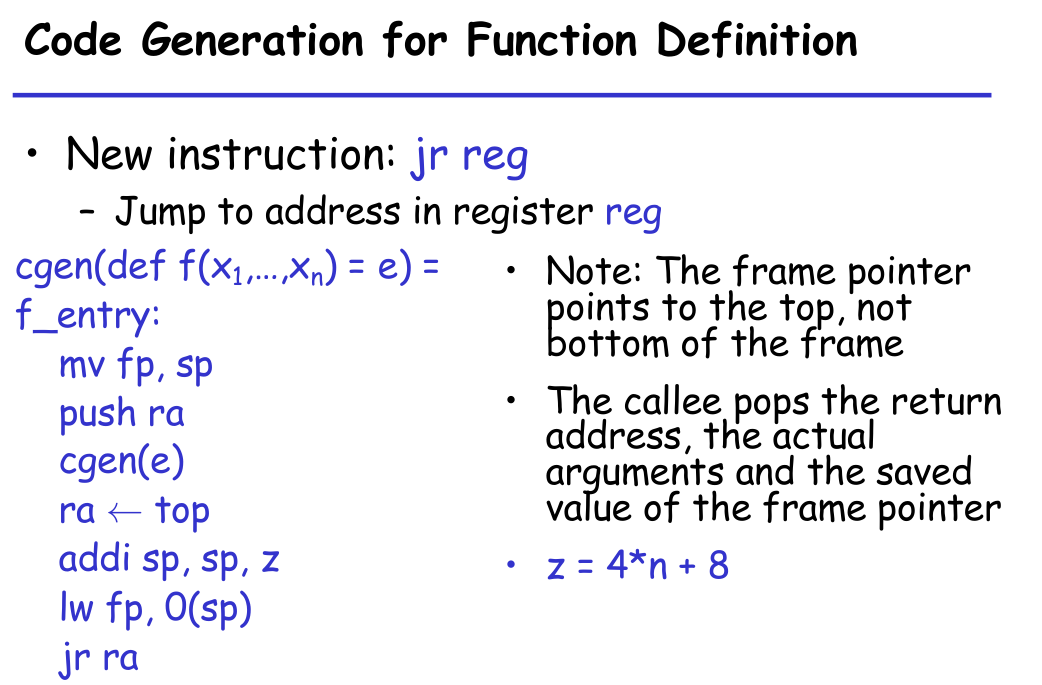 Code Generation for Function Definition
• New instruction: jr reg
– Jump to address in register reg
cgen(def f(x₁,…,xₙ) = e) =
f_entry:
mv fp, sp
push ra
cgen(e)
ra ← top
addi sp, sp, z
lw fp, 0(sp)
jr ra
• Note: The frame pointer
points to the top, not
bottom of the frame
• The callee pops the return
address, the actual
arguments and the saved
value of the frame pointer
• z = 4*n + 8